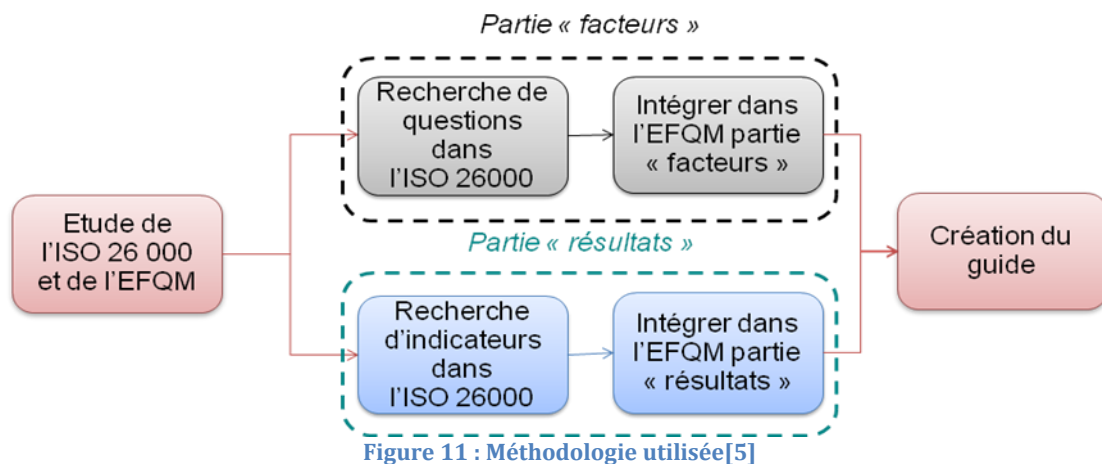 Partie « facteurs »
Recherche de
questions
dans
l'ISO 26000
Intégrer dans
l'EFQM partie
« facteurs »
Etude de
l'ISO 26 000
et de l'EFQM
Partie « résultats »
Recherche
d'indicateurs
dans
l'ISO 26000
Intégrer dans
l'EFQM partie
« résultats »
Création du
guide
Figure 11 : Méthodologie utilisée[5]